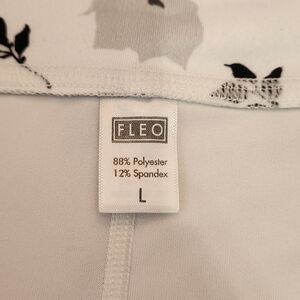 FLEO
88% Polyester
12% Spandex
L